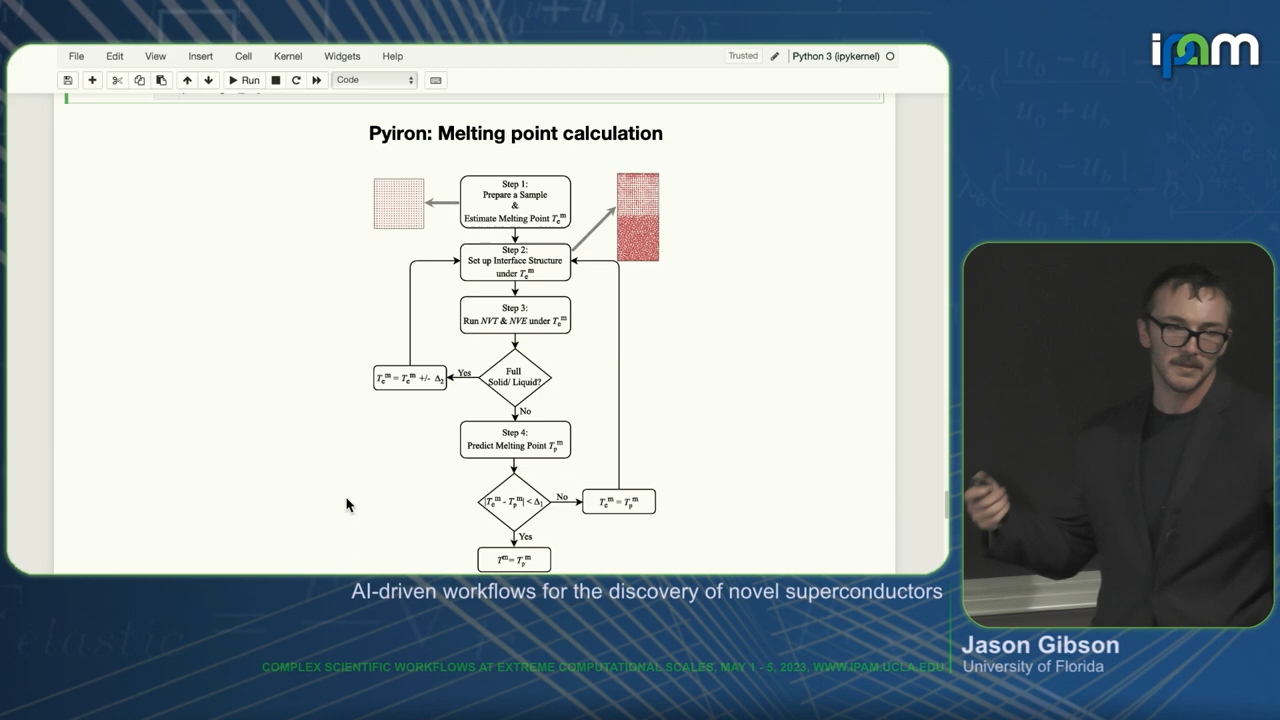 File Edit View Insert Cell Kernel Widgets Help
Trusted Python 3 (ipykernel)
Run Code
ipam
Pyiron: Melting point calculation
Step 1:
Prepare a Sample
&
Estimate Melting Point Tₑᵐ
Step 2:
Set up Interface Structure
under Tₑᵐ
Step 3:
Run NVT & NVE under Tₑᵐ
Full
Solid/ Liquid?
Yes
Tₑᵐ = Tₑᵐ +/- Δ₂
No
Step 4:
Predict Melting Point Tₚᵐ
|Tₑᵐ - Tₚᵐ| < Δ₁
No
Tₑᵐ = Tₚᵐ
Yes
Tᵐ = Tₚᵐ
AI-driven workflows for the discovery of novel superconductors
Jason Gibson
University of Florida
COMPLEX SCIENTIFIC WORKFLOWS AT EXTREME COMPUTATIONAL SCALES, MAY 1 - 5, 2023, WWW.IPAM.UCLA.EDU
elastic